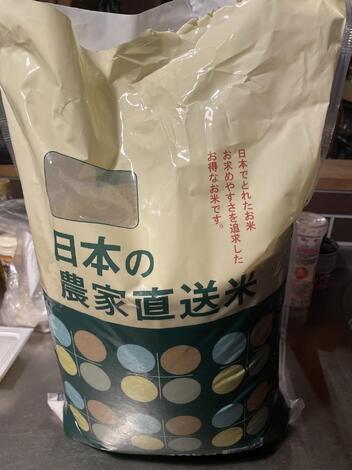 日本でとれたお米
お求めやすさを追求した
お得なお米です。
日本の
農家直送米